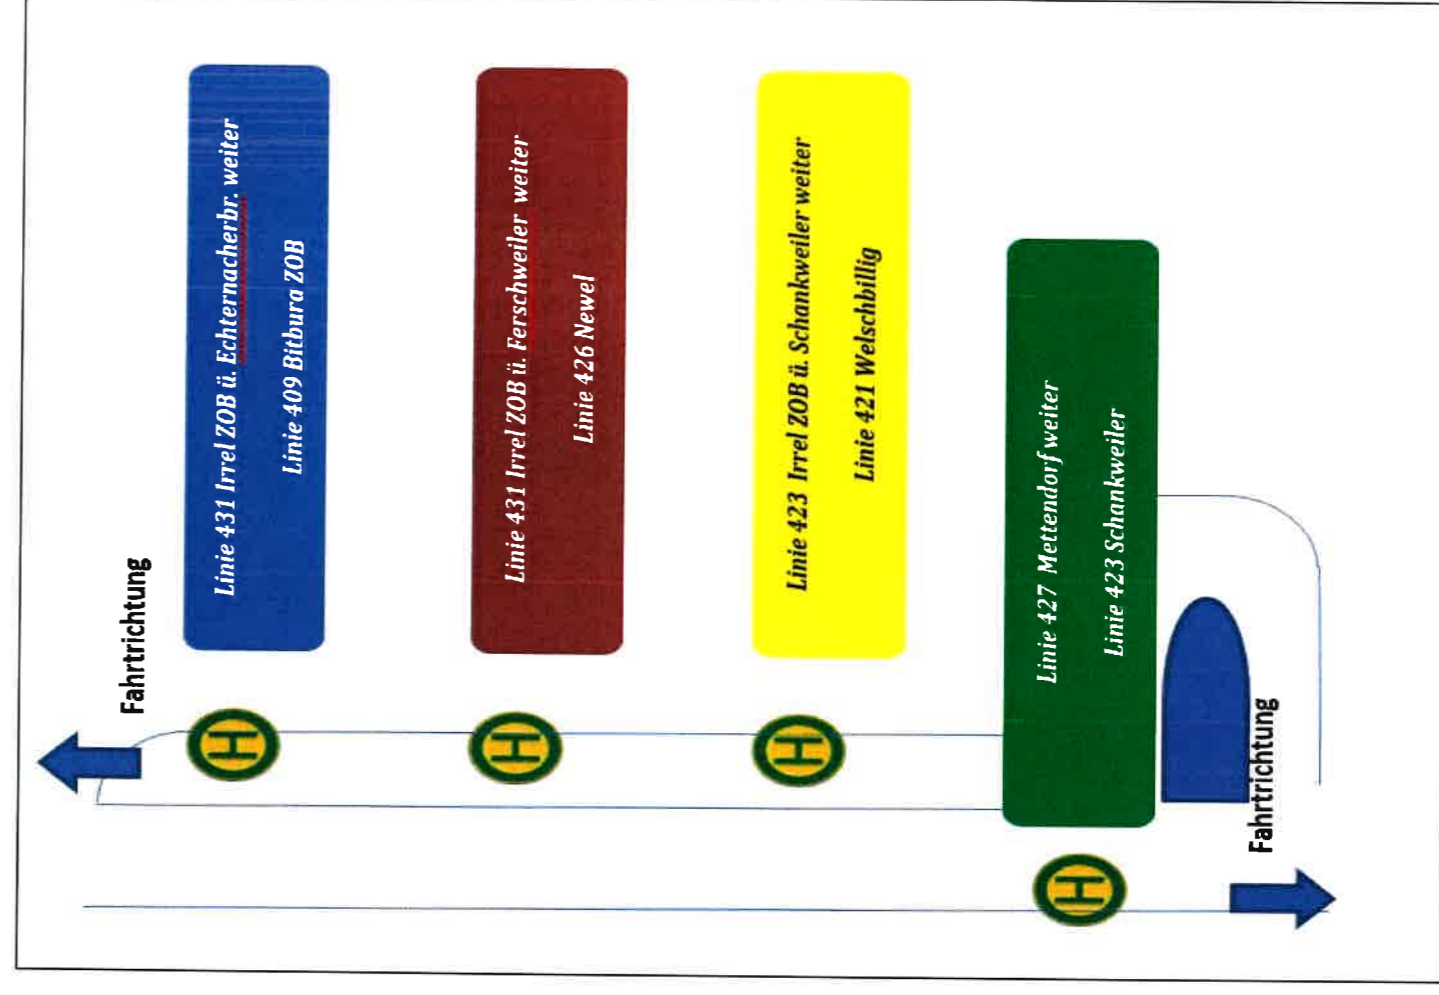 Fahrtrichtung
H
Linie 431 Irrel ZOB ü. Echternacherbr. weiter
Linie 409 Bitbura ZOB
H
Linie 431 Irrel ZOB ü. Ferschweiler weiter
Linie 426 Newel
H
Linie 423 Irrel ZOB ü. Schankweiler weiter
Linie 421 Welschbillig
H
Linie 427 Mettendorf weiter
Linie 423 Schankweiler
Fahrtrichtung